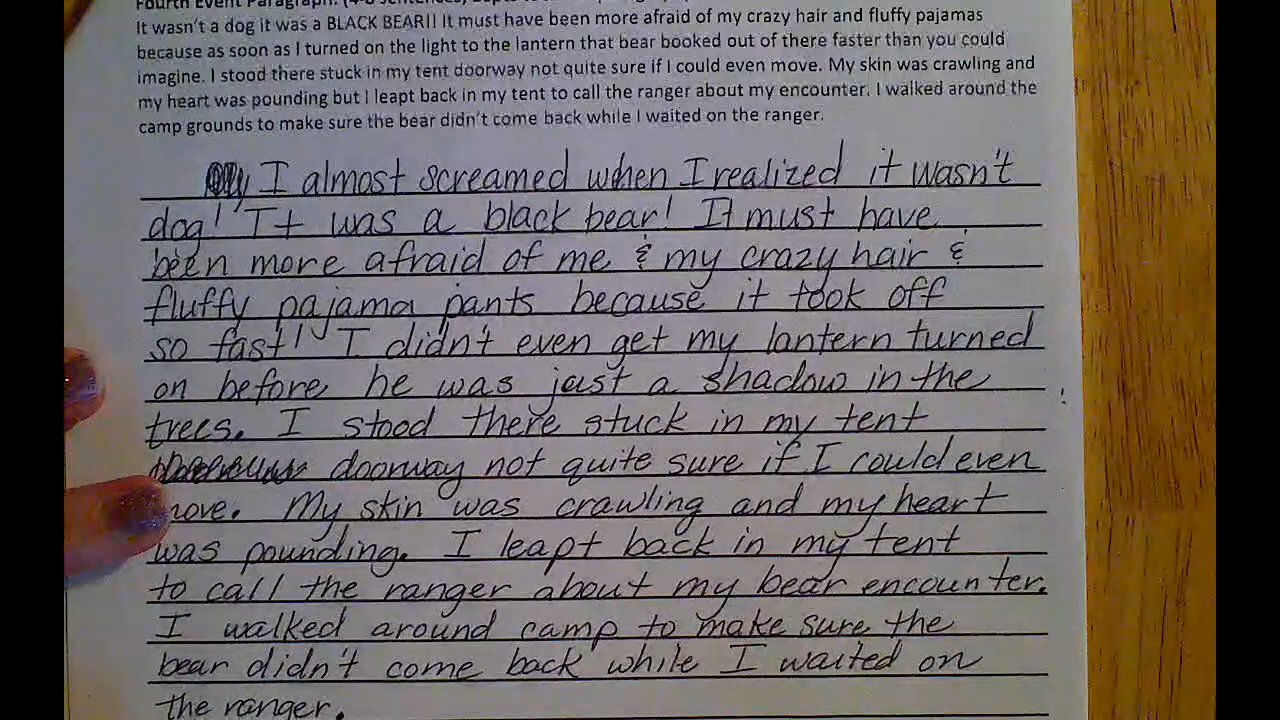 Fourth Event Paragraph:
It wasn't a dog it was a BLACK BEAR!! It must have been more afraid of my crazy hair and fluffy pajamas
because as soon as I turned on the light to the lantern that bear booked out of there faster than you could
imagine. I stood there stuck in my tent doorway not quite sure if I could even move. My skin was crawling and
my heart was pounding but I leapt back in my tent to call the ranger about my encounter. I walked around the
camp grounds to make sure the bear didn't come back while I waited on the ranger.
I almost screamed when I realized it wasn't
dog! It was a black bear! It must have
been more afraid of me & my crazy hair &
fluffy pajama pants because it took off
so fast! I didn't even get my lantern turned
on before he was just a shadow in the
trees. I stood there stuck in my tent
doorway not quite sure if I could even
move. My skin was crawling and my heart
was pounding. I leapt back in my tent
to call the ranger about my bear encounter.
I walked around camp to make sure the
bear didn't come back while I waited on
the ranger.